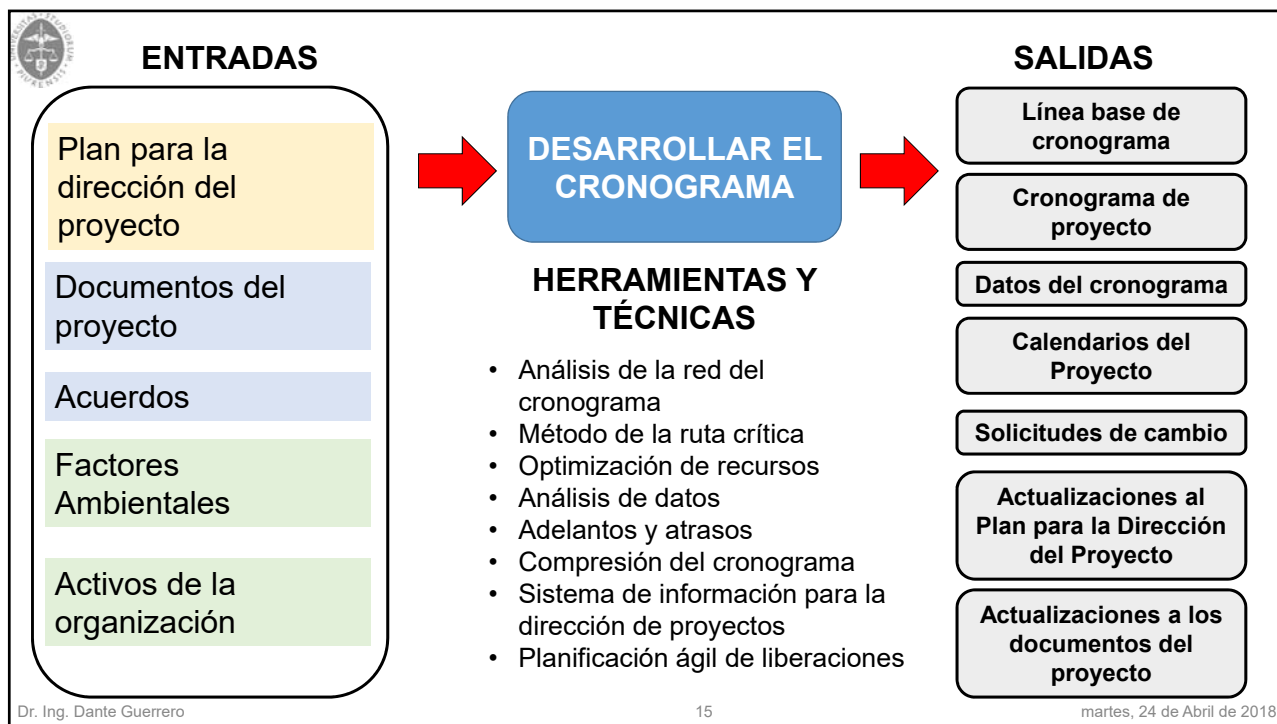 ENTRADAS
Plan para la
dirección del
proyecto
Documentos del
proyecto
Acuerdos
Factores
Ambientales
Activos de la
organización
DESARROLLAR EL
CRONOGRAMA
HERRAMIENTAS Y
TÉCNICAS
• Análisis de la red del
cronograma
• Método de la ruta crítica
• Optimización de recursos
• Análisis de datos
• Adelantos y atrasos
• Compresión del cronograma
• Sistema de información para la
dirección de proyectos
• Planificación ágil de liberaciones
SALIDAS
Línea base de
cronograma
Cronograma de
proyecto
Datos del cronograma
Calendarios del
Proyecto
Solicitudes de cambio
Actualizaciones al
Plan para la Dirección
del Proyecto
Actualizaciones a los
documentos del
proyecto
Dr. Ing. Dante Guerrero
15
martes, 24 de Abril de 2018